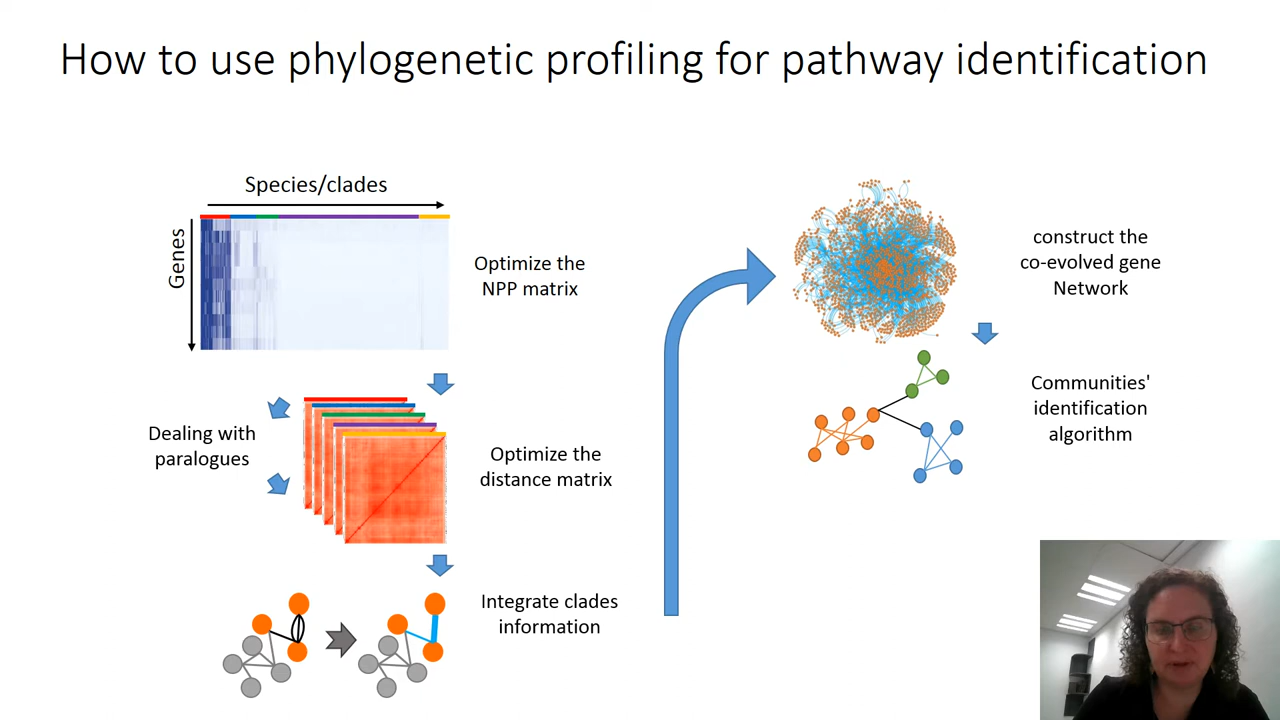 How to use phylogenetic profiling for pathway identification
Species/clades
Genes
Optimize the
NPP matrix
Dealing with
paralogues
Optimize the
distance matrix
Integrate clades
information
construct the
co-evolved gene
Network
Communities'
identification
algorithm